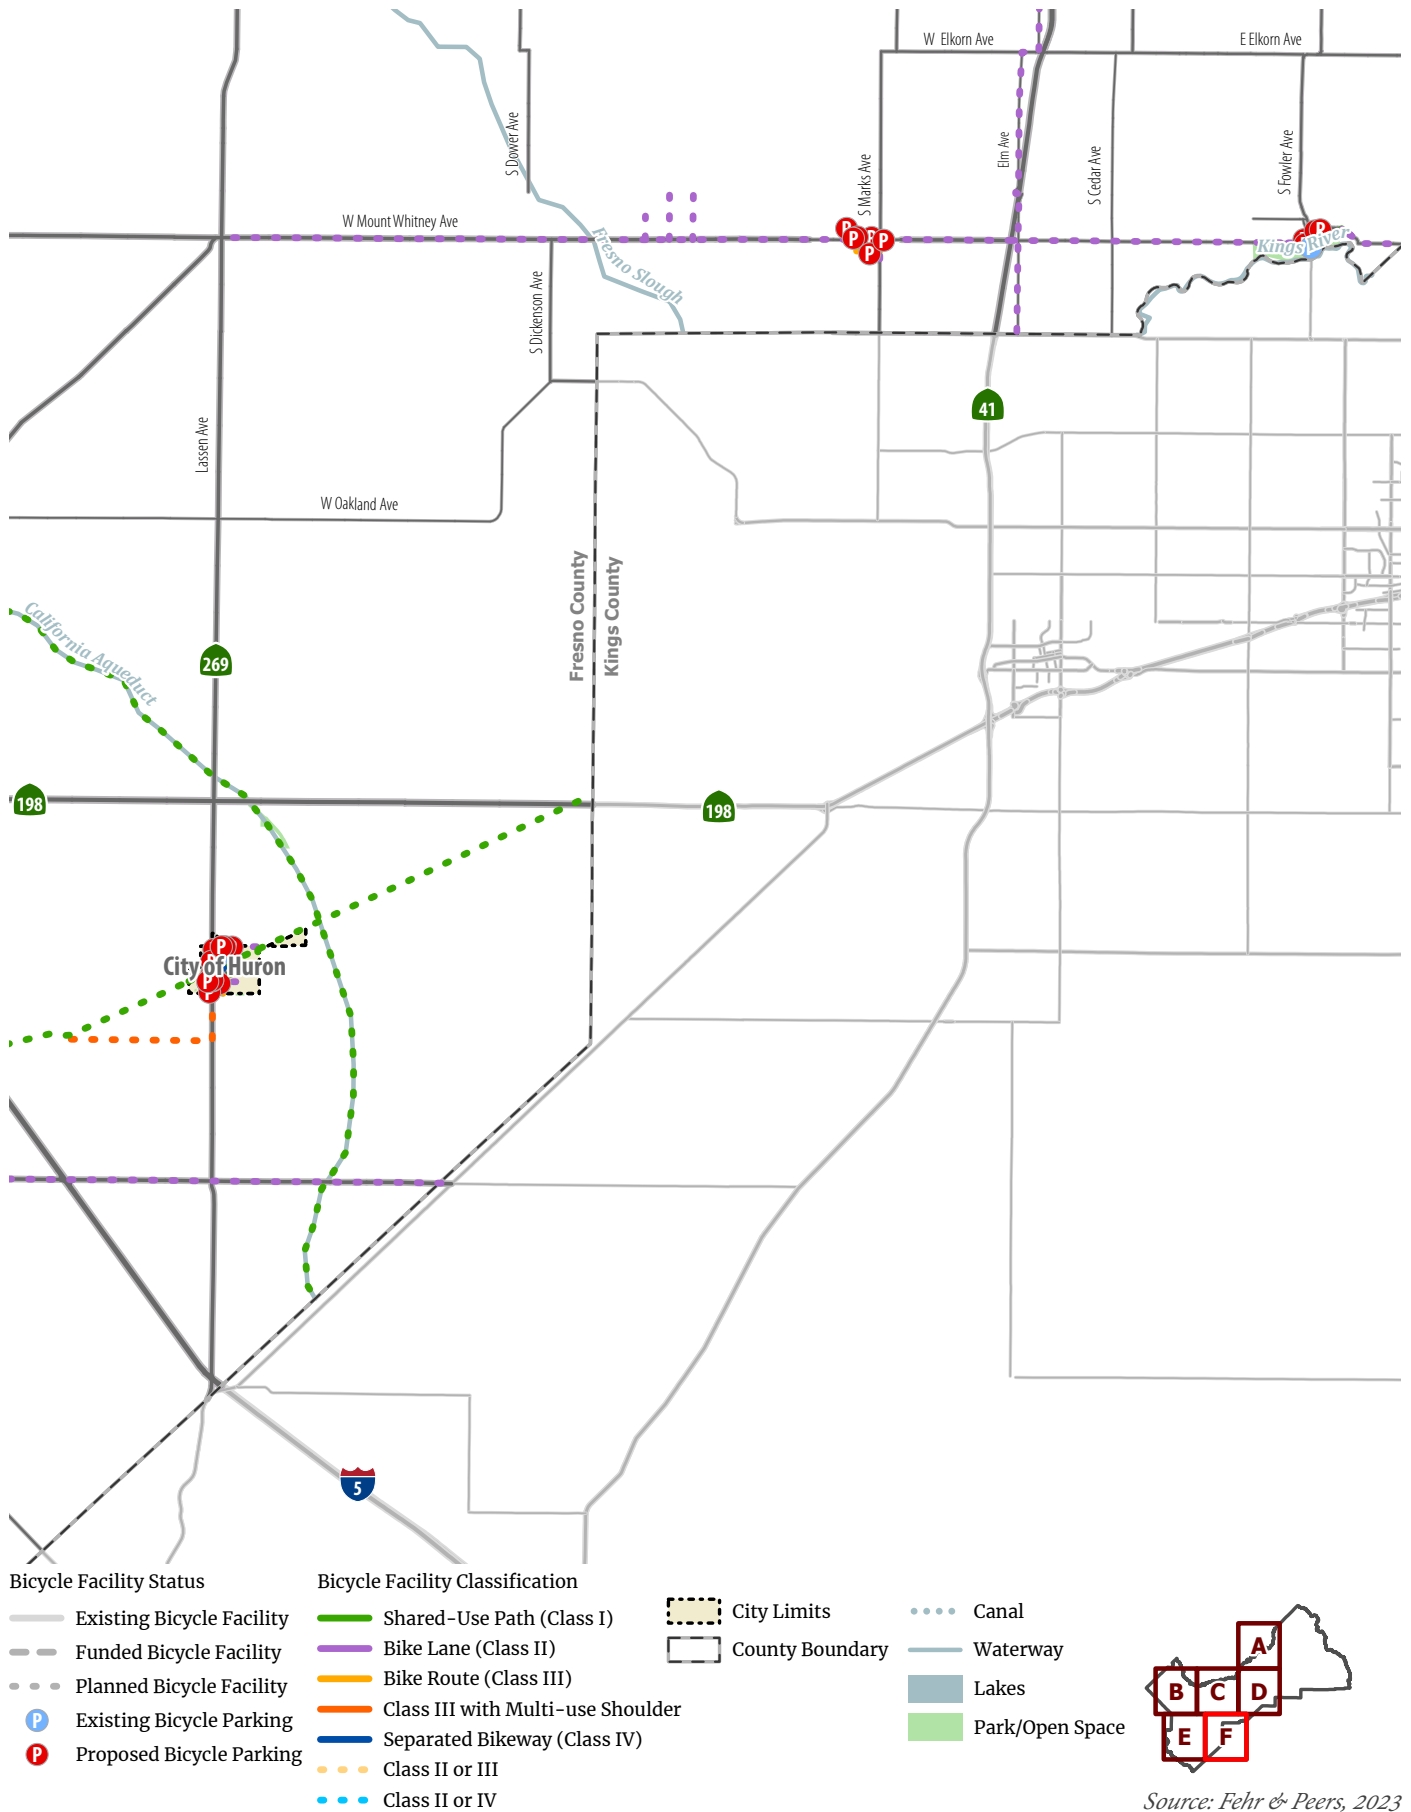 W Elkorn Ave
E Elkorn Ave
S Dower Ave
S Marks Ave
Elm Ave
S Cedar Ave
S Fowler Ave
W Mount Whitney Ave
P
P
P
P
P
P
Kings River
Fresno Slough
S Dickenson Ave
41
Lassen Ave
W Oakland Ave
Fresno County
Kings County
California Aqueduct
269
198
198
P
City of Huron
P
P
5
Bicycle Facility Status
Existing Bicycle Facility
Funded Bicycle Facility
Planned Bicycle Facility
P Existing Bicycle Parking
P Proposed Bicycle Parking
Bicycle Facility Classification
Shared-Use Path (Class I)
Bike Lane (Class II)
Bike Route (Class III)
Class III with Multi-use Shoulder
Separated Bikeway (Class IV)
Class II or III
Class II or IV
City Limits
County Boundary
Canal
Waterway
Lakes
Park/Open Space
A
B C D
E F
Source: Fehr & Peers, 2023